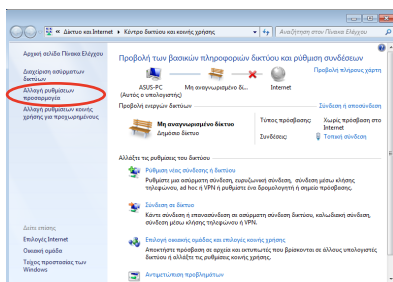 « Δίκτυο και Internet ▸ Κέντρο δικτύου και κοινής χρήσης
Αναζήτηση στον Πίνακα Ελέγχου
Αρχική σελίδα Πίνακα Ελέγχου
Διαχείριση ασύρματων
δικτύων
Αλλαγή ρυθμίσεων
προσαρμογέα
Αλλαγή ρυθμίσεων κοινής
χρήσης για προχωρημένους
Δείτε επίσης
Επιλογές Internet
Οικιακή ομάδα
Τείχος προστασίας των
Windows
Προβολή των βασικών πληροφοριών δικτύου και ρύθμιση συνδέσεων
Προβολή πλήρους χάρτη
ASUS-PC
(Αυτός ο υπολογιστής)
Μη αναγνωρισμένο δί...
Internet
Προβολή ενεργών δικτύων
Σύνδεση ή αποσύνδεση
Μη αναγνωρισμένο δίκτυο
Δημόσιο δίκτυο
Τύπος πρόσβασης: Χωρίς πρόσβαση στο
Internet
Συνδέσεις: Τοπική σύνδεση
Αλλάξτε τις ρυθμίσεις του δικτύου
Ρύθμιση νέας σύνδεσης ή δικτύου
Ρυθμίστε μια ασύρματη σύνδεση, ευρυζωνική σύνδεση, σύνδεση μέσω κλήσης
τηλεφώνου, ad hoc ή VPN ή ρυθμίστε ένα δρομολογητή ή σημείο πρόσβασης.
Σύνδεση σε δίκτυο
Κάντε σύνδεση ή επανασύνδεση σε ασύρματη σύνδεση δικτύου, καλωδιακή σύνδεση,
σύνδεση μέσω κλήσης τηλεφώνου ή VPN.
Επιλογή οικιακής ομάδας και επιλογές κοινής χρήσης
Αποκτήστε πρόσβαση σε αρχεία και εκτυπωτές που βρίσκονται σε άλλους υπολογιστές
δικτύου ή αλλάξτε τις ρυθμίσεις κοινής χρήσης.
Αντιμετώπιση προβλημάτων